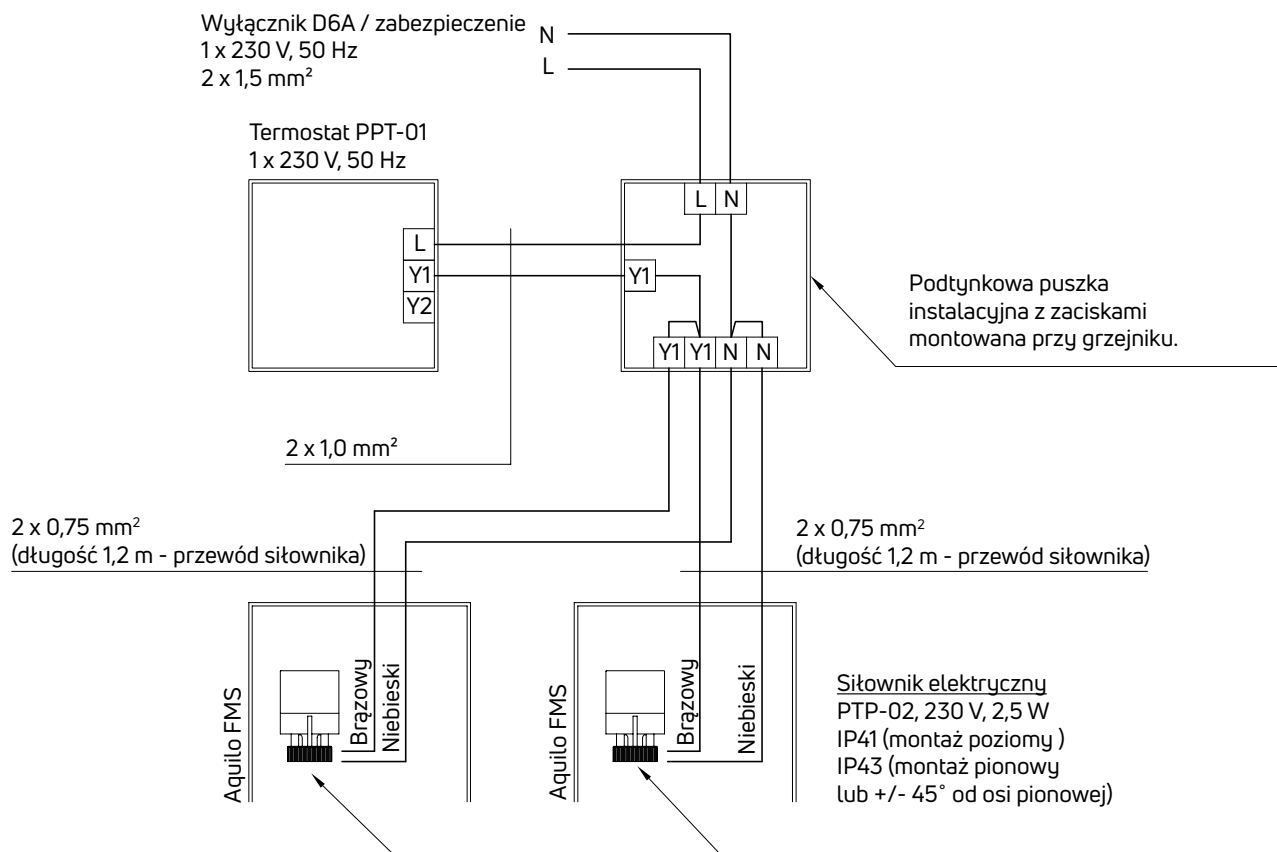 Wyłącznik D6A / zabezpieczenie
1 x 230 V, 50 Hz
2 x 1,5 mm²
N
L
Termostat PPT-01
1 x 230 V, 50 Hz
L
Y1
Y2
L N
Y1
Y1 Y1 N N
Podtynkowa puszka
instalacyjna z zaciskami
montowana przy grzejniku.
2 x 1,0 mm²
2 x 0,75 mm²
(długość 1,2 m - przewód siłownika)
2 x 0,75 mm²
(długość 1,2 m - przewód siłownika)
Aquilo FMS
Brązowy
Niebieski
Aquilo FMS
Brązowy
Niebieski
Siłownik elektryczny
PTP-02, 230 V, 2,5 W
IP41 (montaż poziomy )
IP43 (montaż pionowy
lub +/- 45° od osi pionowej)